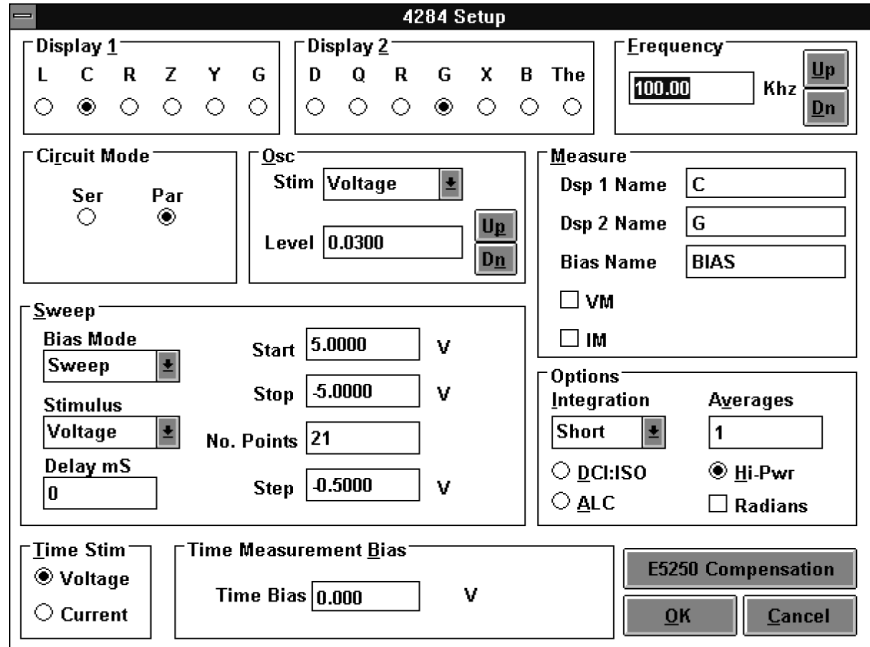 4284 Setup
Display 1
L C R Z Y G
Display 2
D Q R G X B The
Frequency
100.00 Khz
Up
Dn
Circuit Mode
Ser Par
Osc
Stim Voltage
Level 0.0300
Up
Dn
Measure
Dsp 1 Name C
Dsp 2 Name G
Bias Name BIAS
VM
IM
Sweep
Bias Mode
Sweep
Stimulus
Voltage
Delay mS
0
Start 5.0000 V
Stop -5.0000 V
No. Points 21
Step -0.5000 V
Options
Integration
Short
Averages
1
DCI:ISO
Hi-Pwr
ALC
Radians
Time Stim
Voltage
Current
Time Measurement Bias
Time Bias 0.000 V
E5250 Compensation
OK
Cancel